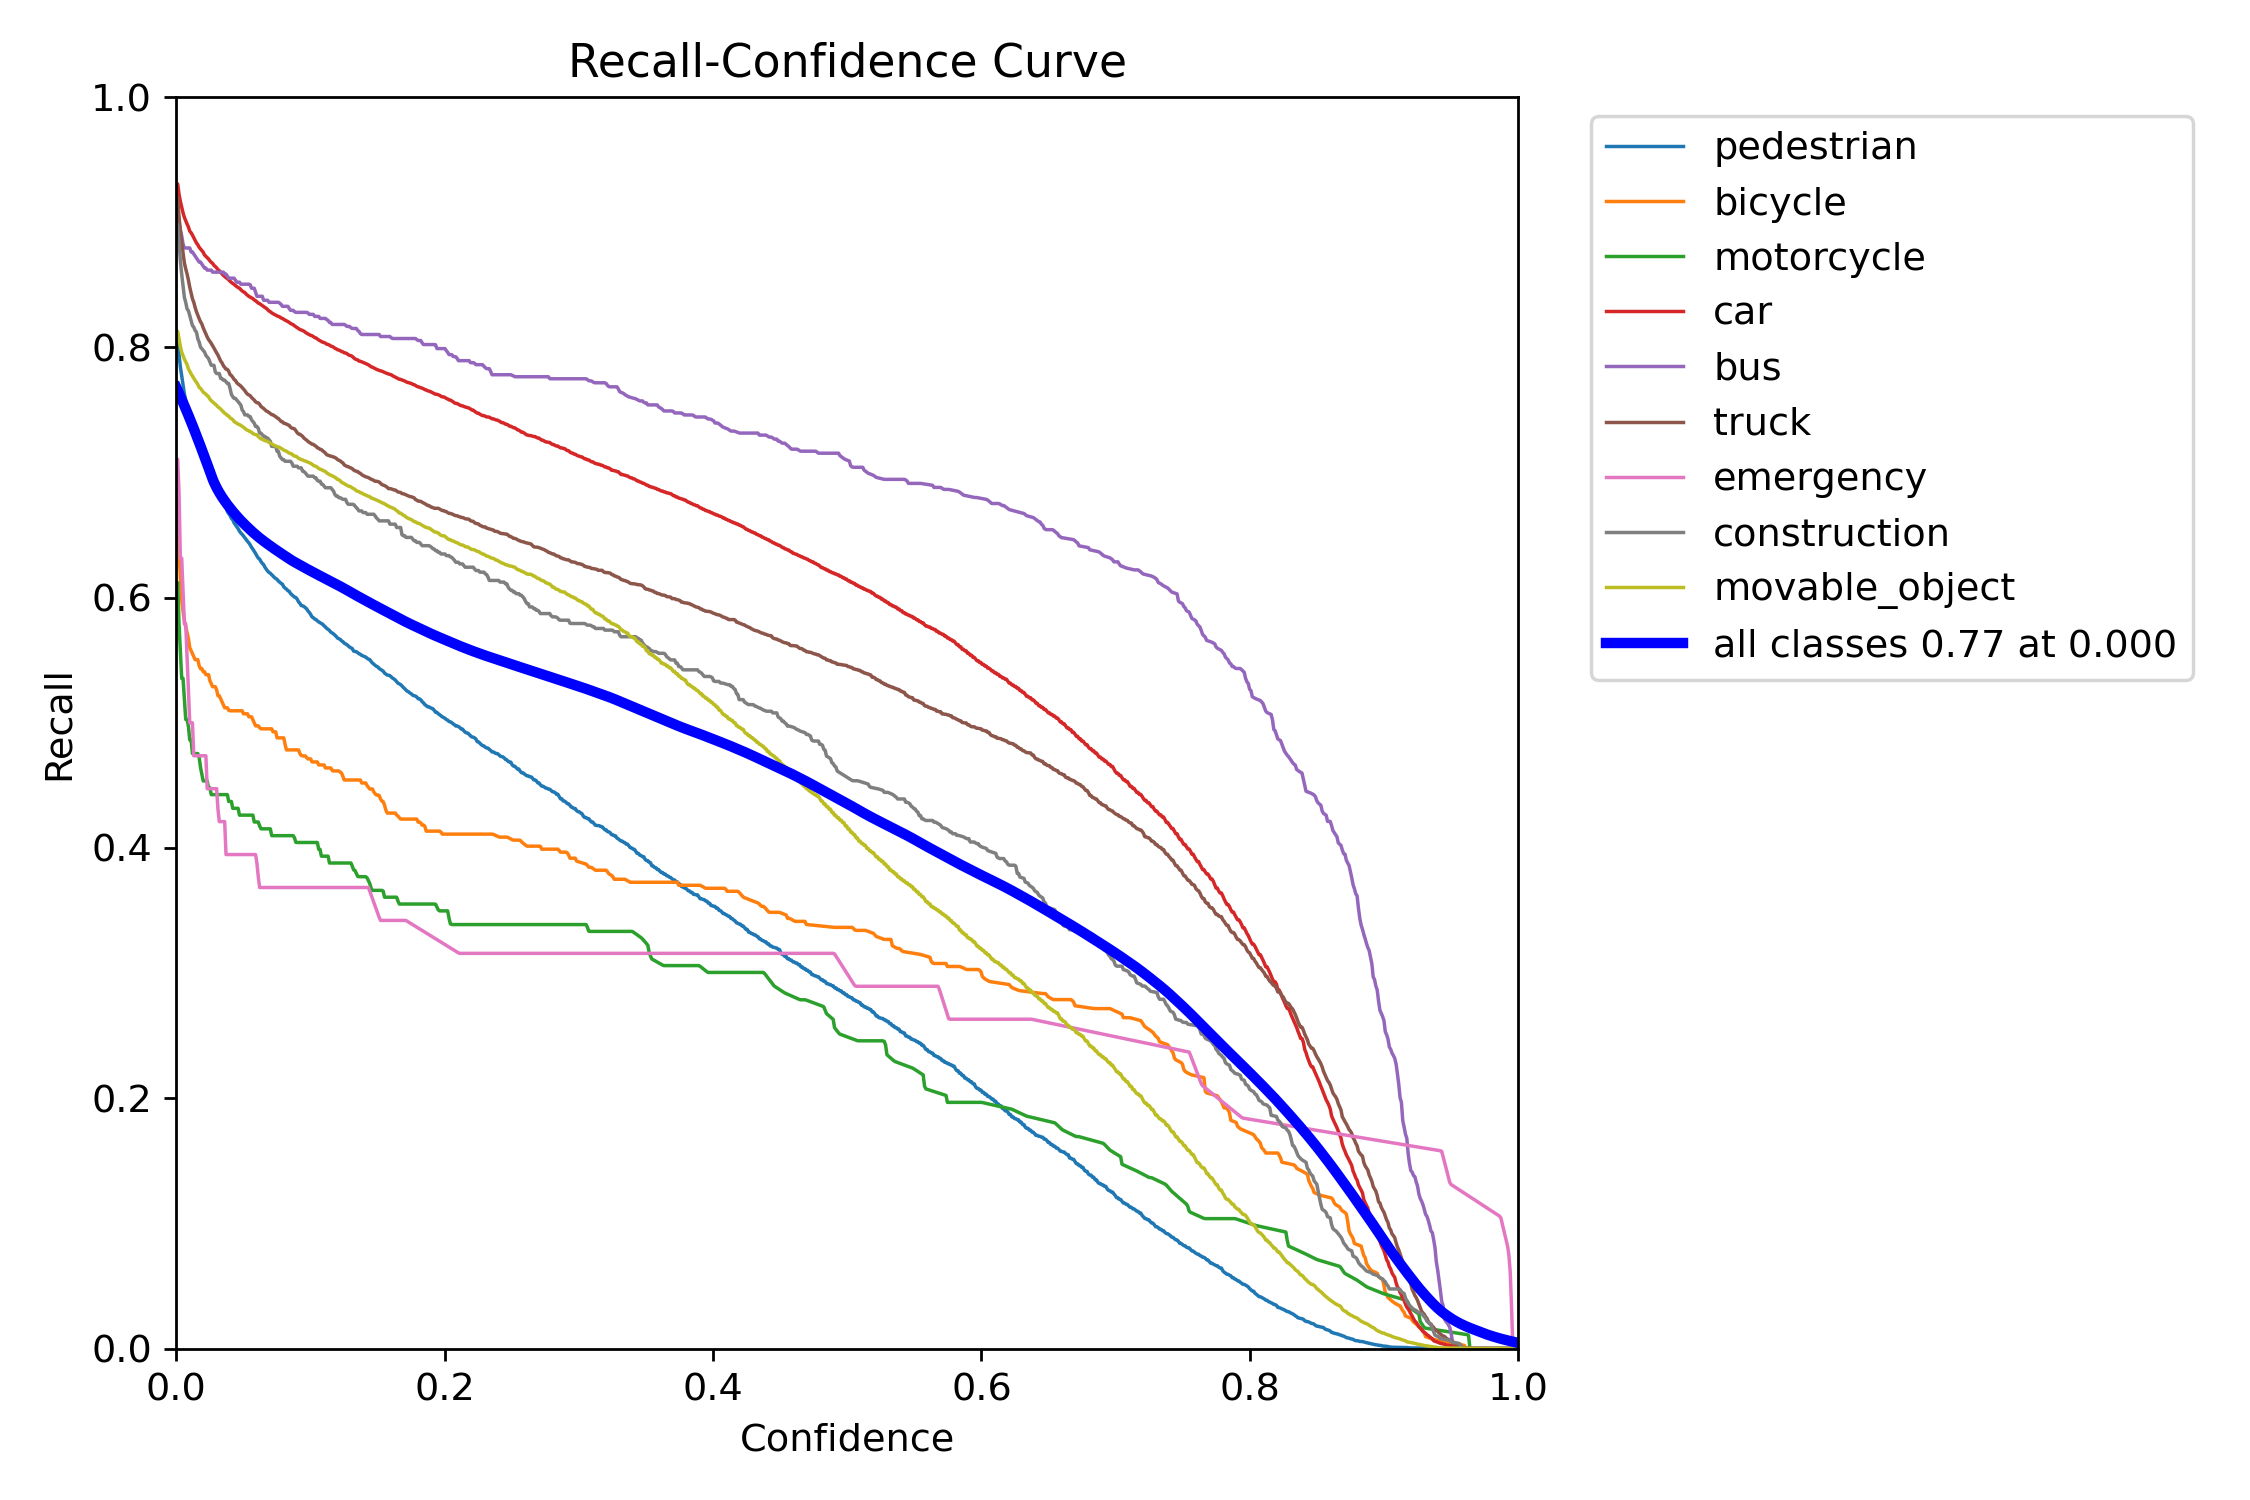 Recall-Confidence Curve
1.0
0.8
0.6
0.4
0.2
0.0
Recall
0.0 0.2 0.4 0.6 0.8 1.0
Confidence
pedestrian
bicycle
motorcycle
car
bus
truck
emergency
construction
movable_object
all classes 0.77 at 0.000